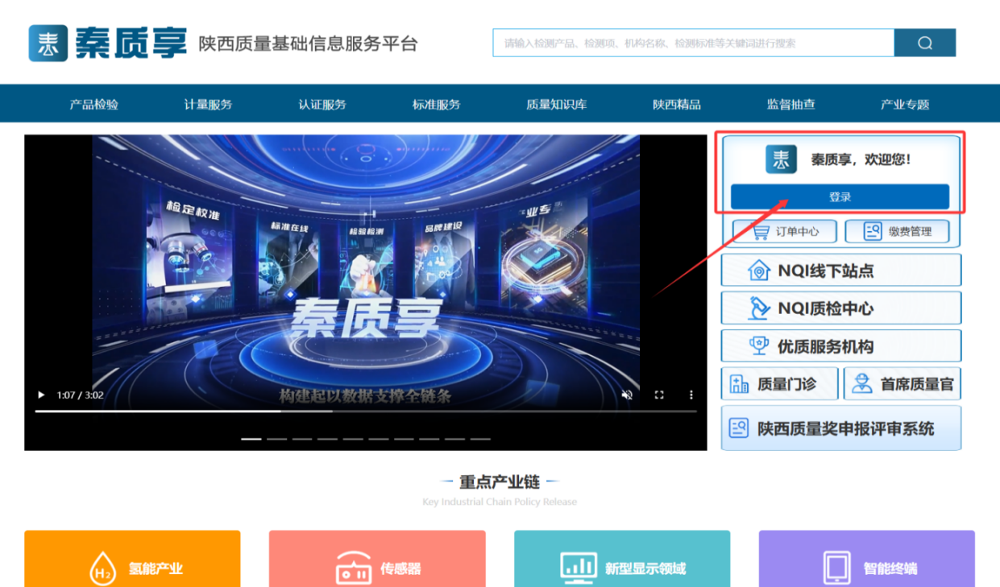 秦质享 陕西质量基础信息服务平台
请输入检测产品、检测项、机构名称、检测标准等关键词进行搜索
产品检验 计量服务 认证服务 标准服务 质量知识库 陕西精品 监督抽查 产业专题
秦质享，欢迎您！
登录
订单中心 缴费管理
检定校准
标准在线
检验检测
品牌建设
业专
秦质享
构建起以数据支撑全链条
1:07 / 3:02
NQI线下站点
NQI质检中心
优质服务机构
质量门诊 首席质量官
陕西质量奖申报评审系统
重点产业链
Key Industrial Chain Policy Release
H2 氢能产业 传感器 新型显示领域 智能终端